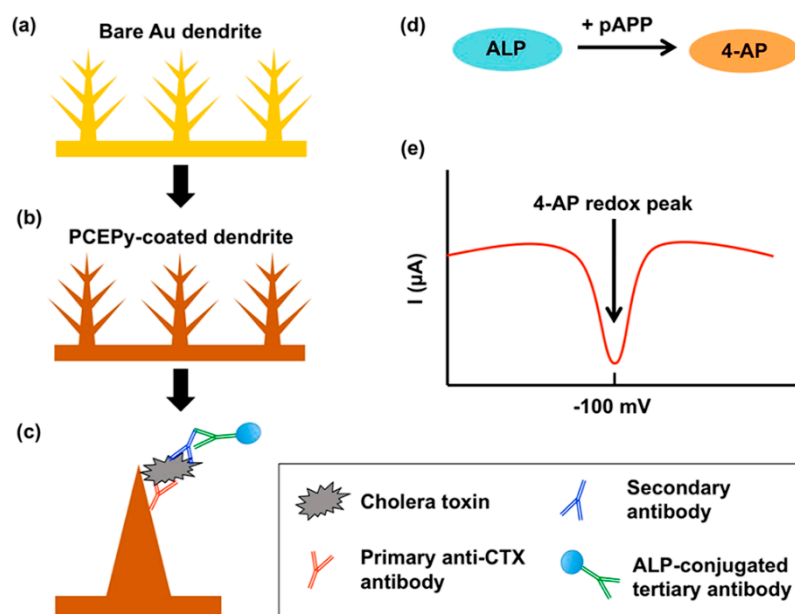 (a)
Bare Au dendrite
(b)
PCEPy-coated dendrite
(c)
(d)
ALP
+ pAPP
4-AP
(e)
4-AP redox peak
I (µA)
-100 mV
Cholera toxin
Secondary
antibody
Primary anti-CTX
antibody
ALP-conjugated
tertiary antibody